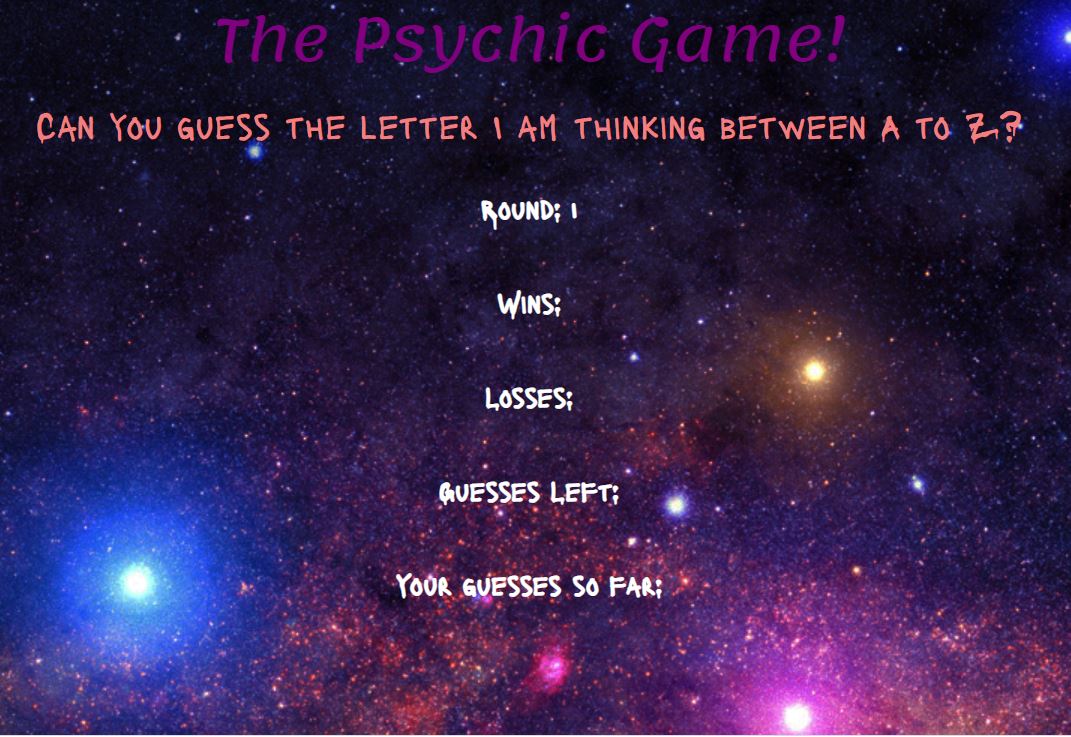 The Psychic Game!
Can you guess the letter I am thinking between A to Z?
Round: 1
Wins:
Losses:
Guesses Left:
Your guesses so far: